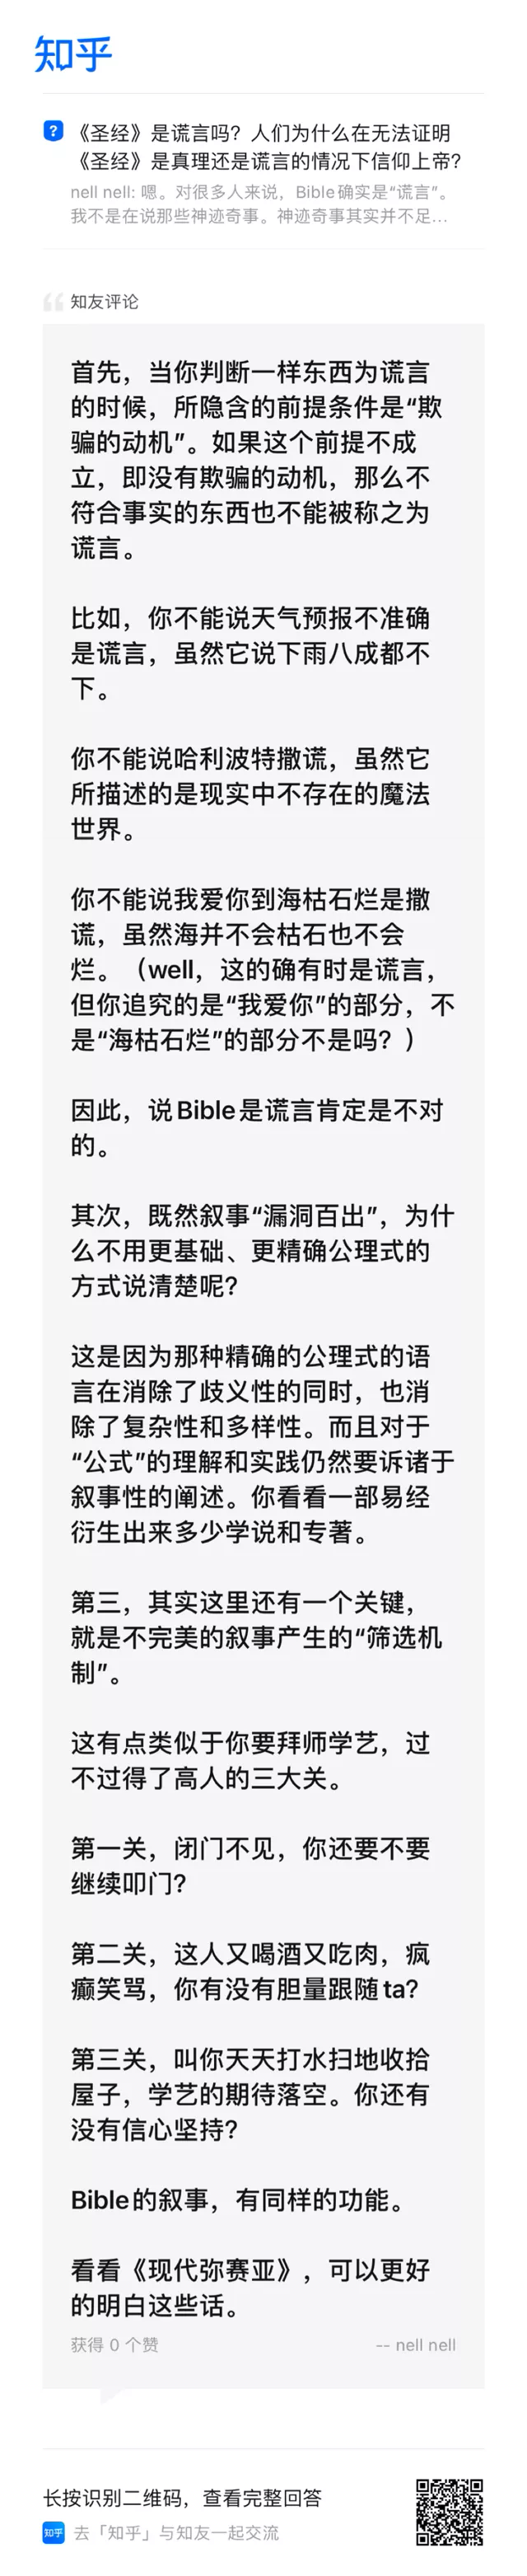 知乎
《圣经》是谎言吗？人们为什么在无法证明
《圣经》是真理还是谎言的情况下信仰上帝？
nell nell: 嗯。对很多人来说，Bible确实是“谎言”。
我不是在说那些神迹奇事。神迹奇事其实并不足...
知友评论
首先，当你判断一样东西为谎言
的时候，所隐含的前提条件是“欺
骗的动机”。如果这个前提不成
立，即没有欺骗的动机，那么不
符合事实的东西也不能被称之为
谎言。
比如，你不能说天气预报不准确
是谎言，虽然它说下雨八成都不
下。
你不能说哈利波特撒谎，虽然它
所描述的是现实中不存在的魔法
世界。
你不能说我爱你到海枯石烂是撒
谎，虽然海并不会枯石也不会
烂。（well，这的确有时是谎言，
但你追究的是“我爱你”的部分，不
是“海枯石烂”的部分不是吗？）
因此，说Bible是谎言肯定是不对
的。
其次，既然叙事“漏洞百出”，为什
么不用更基础、更精确公理式的
方式说清楚呢？
这是因为那种精确的公理式的语
言在消除了歧义性的同时，也消
除了复杂性和多样性。而且对于
“公式”的理解和实践仍然要诉诸于
叙事性的阐述。你看看一部易经
衍生出来多少学说和专著。
第三，其实这里还有一个关键，
就是不完美的叙事产生的“筛选机
制”。
这有点类似于你要拜师学艺，过
不过得了高人的三大关。
第一关，闭门不见，你还要不要
继续叩门？
第二关，这人又喝酒又吃肉，疯
癫笑骂，你有没有胆量跟随ta？
第三关，叫你天天打水扫地收拾
屋子，学艺的期待落空。你还有
没有信心坚持？
Bible的叙事，有同样的功能。
看看《现代弥赛亚》，可以更好
的明白这些话。
获得 0 个赞 -- nell nell
长按识别二维码，查看完整回答
知乎 去「知乎」与知友一起交流